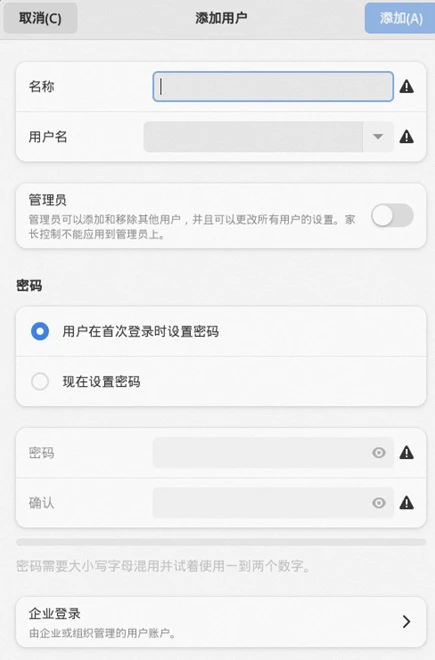 取消(C)
添加用户
添加(A)
名称
用户名
管理员
管理员可以添加和移除其他用户，并且可以更改所有用户的设置。家
长控制不能应用到管理员上。
密码
用户在首次登录时设置密码
现在设置密码
密码
确认
密码需要大小写字母混用并试着使用一到两个数字。
企业登录
由企业或组织管理的用户账户。